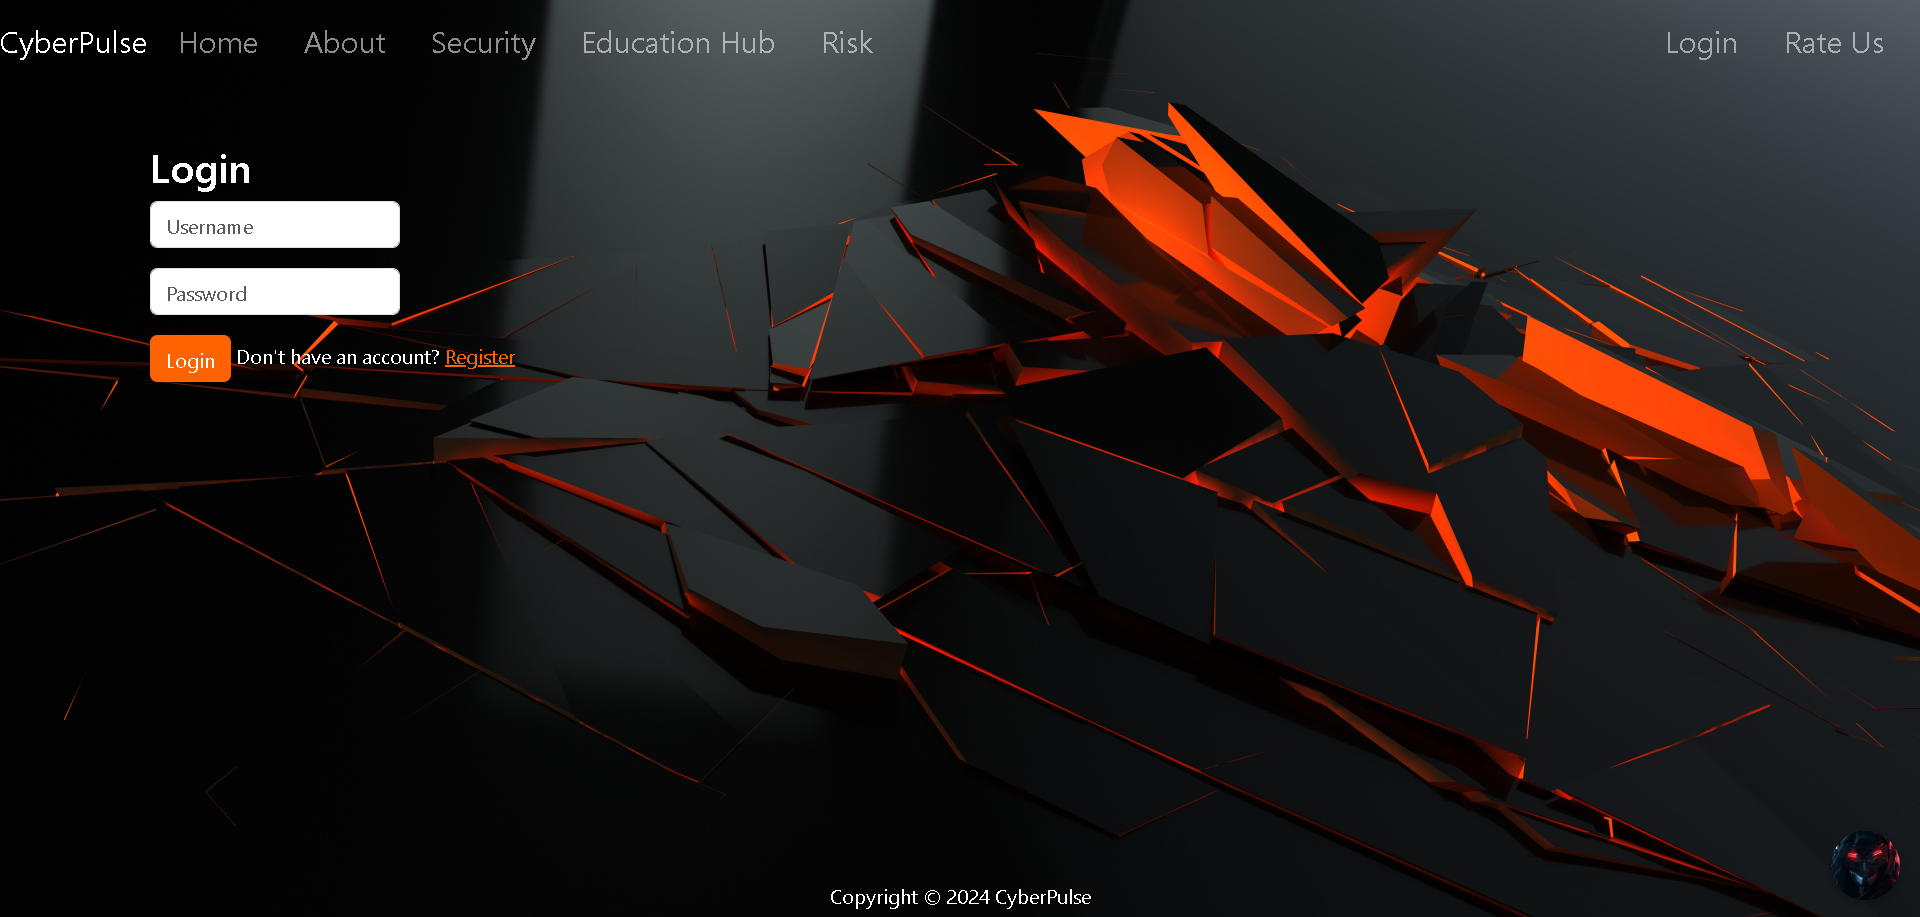 CyberPulse Home About Security Education Hub Risk Login Rate Us
Login
Username
Password
Login Don't have an account? Register
Copyright © 2024 CyberPulse